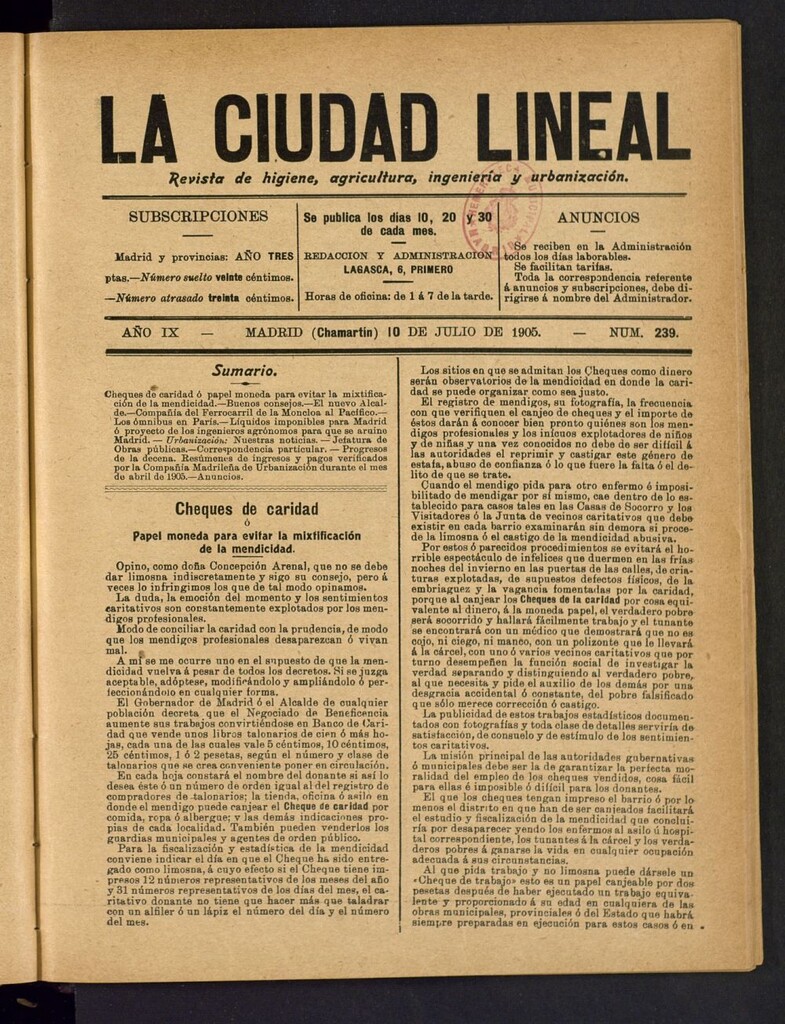 LA CIUDAD LINEAL
Revista de higiene, agricultura, ingeniería y urbanización.
SUBSCRIPCIONES
Madrid y provincias: AÑO TRES
ptas.—Número suelto veinte céntimos.
—Número atrasado treinta céntimos.
Se publica los dias 10, 20 y 30
de cada mes.
REDACCION Y ADMINISTRACION
LAGASCA, 6, PRIMERO
Horas de oficina: de 1 á 7 de la tarde.
ANUNCIOS
Se reciben en la Administración
todos los días laborables.
Se facilitan tarifas.
Toda la correspondencia referente
á anuncios y subscripciones, debe di-
rigirse á nombre del Administrador.
AÑO IX — MADRID (Chamartín) 10 DE JULIO DE 1905. — NUM. 239.
Sumario.
Cheques de caridad ó papel moneda para evitar la mixtifica-
ción de la mendicidad.—Buenos consejos.—El nuevo Alcal-
de.—Compañía del Ferrocarril de la Moncloa al Pacífico.—
Los ómnibus en París.—Líquidos imponibles para Madrid
ó proyecto de los ingenieros agrónomos para que se arruine
Madrid. — Urbanización: Nuestras noticias. — Jefatura de
Obras públicas.—Correspondencia particular. — Progresos
de la decena. Resúmenes de ingresos y pagos verificados
por la Compañía Madrileña de Urbanización durante el mes
de abril de 1905.—Anuncios.
Cheques de caridad
ó
Papel moneda para evitar la mixtificación
de la mendicidad.
Opino, como doña Concepción Arenal, que no se debe
dar limosna indiscretamente y sigo su consejo, pero á
veces lo infringimos los que de tal modo opinamos.
La duda, la emoción del momento y los sentimientos
caritativos son constantemente explotados por los men-
digos profesionales.
Modo de conciliar la caridad con la prudencia, de modo
que los mendigos profesionales desaparezcan ó vivan
mal.
A mí se me ocurre uno en el supuesto de que la men-
dicidad vuelva á pesar de todos los decretos. Si se juzga
aceptable, adóptese, modificándolo y ampliándolo ó per-
feccionándolo en cualquier forma.
El Gobernador de Madrid ó el Alcalde de cualquier
población decreta que el Negociado de Beneficencia
aumente sus trabajos convirtiéndose en Banco de Cari-
dad que vende unos libros talonarios de cien ó más ho-
jas, cada una de las cuales vale 5 céntimos, 10 céntimos,
25 céntimos, 1 ó 2 pesetas, según el número y clase de
talonarios que se crea conveniente poner en circulación.
En cada hoja constará el nombre del donante si así lo
desea éste ó un número de orden igual al del registro de
compradores de talonarios; la tienda, oficina ó asilo en
donde el mendigo puede canjear el Cheque de caridad por
comida, ropa ó albergue; y las demás indicaciones pro-
pias de cada localidad. También pueden venderlos los
guardias municipales y agentes de orden público.
Para la fiscalización y estadística de la mendicidad
conviene indicar el día en que el Cheque ha sido entre-
gado como limosna, á cuyo efecto si el Cheque tiene im-
presos 12 números representativos de los meses del año
y 31 números representativos de los días del mes, el ca-
ritativo donante no tiene que hacer más que taladrar
con un alfiler ó un lápiz el número del día y el número
del mes.
Los sitios en que se admitan los Cheques como dinero
serán observatorios de la mendicidad en donde la cari-
dad se puede organizar como sea justo.
El registro de mendigos, su fotografía, la frecuencia
con que verifiquen el canjeo de cheques y el importe de
éstos darán á conocer bien pronto quiénes son los men-
digos profesionales y los inicuos explotadores de niños
y de niñas y una vez conocidos no debe de ser difícil á
las autoridades el reprimir y castigar este género de
estafa, abuso de confianza ó lo que fuere la falta ó el de-
lito de que se trate.
Cuando el mendigo pida para otro enfermo ó imposi-
bilitado de mendigar por sí mismo, cae dentro de lo es-
tablecido para casos tales en las Casas de Socorro y los
Visitadores ó la Junta de vecinos caritativos que debe
existir en cada barrio examinarán sin demora si proce-
de la limosna ó el castigo de la mendicidad abusiva.
Por estos ó parecidos procedimientos se evitará el ho-
rrible espectáculo de infelices que duermen en las frías
noches del invierno en las puertas de las calles, de cria-
turas explotadas, de supuestos defectos físicos, de la
embriaguez y la vagancia fomentadas por la caridad,
porque al canjear los Cheques de la caridad por cosa equi-
valente al dinero, á la moneda papel, el verdadero pobre
será socorrido y hallará fácilmente trabajo y el tunante
se encontrará con un médico que demostrará que no es
cojo, ni ciego, ni manco, con un polizonte que le llevará
á la cárcel, con uno ó varios vecinos caritativos que por
turno desempeñen la función social de investigar la
verdad separando y distinguiendo al verdadero pobre,
al que necesita y pide el auxilio de los demás por una
desgracia accidental ó constante, del pobre falsificado
que sólo merece corrección ó castigo.
La publicidad de estos trabajos estadísticos documen-
tados con fotografías y toda clase de detalles serviría de
satisfacción, de consuelo y de estímulo de los sentimien-
tos caritativos.
La misión principal de las autoridades gubernativas
ó municipales debe ser la de garantizar la perfecta mo-
ralidad del empleo de los cheques vendidos, cosa fácil
para ellas é imposible ó difícil para los donantes.
El que los cheques tengan impreso el barrio ó por lo
menos el distrito en que han de ser canjeados facilitará
el estudio y fiscalización de la mendicidad que conclui-
ría por desaparecer yendo los enfermos al asilo ú hospi-
tal correspondiente, los tunantes á la cárcel y los verda-
deros pobres á ganarse la vida en cualquier ocupación
adecuada á sus circunstancias.
Al que pida trabajo y no limosna puede dársele un
«Cheque de trabajo» esto es un papel canjeable por dos
pesetas después de haber ejecutado un trabajo equiva-
lente y proporcionado á su edad en cualquiera de las
obras municipales, provinciales ó del Estado que habrá
siempre preparadas en ejecución para estos casos ó en